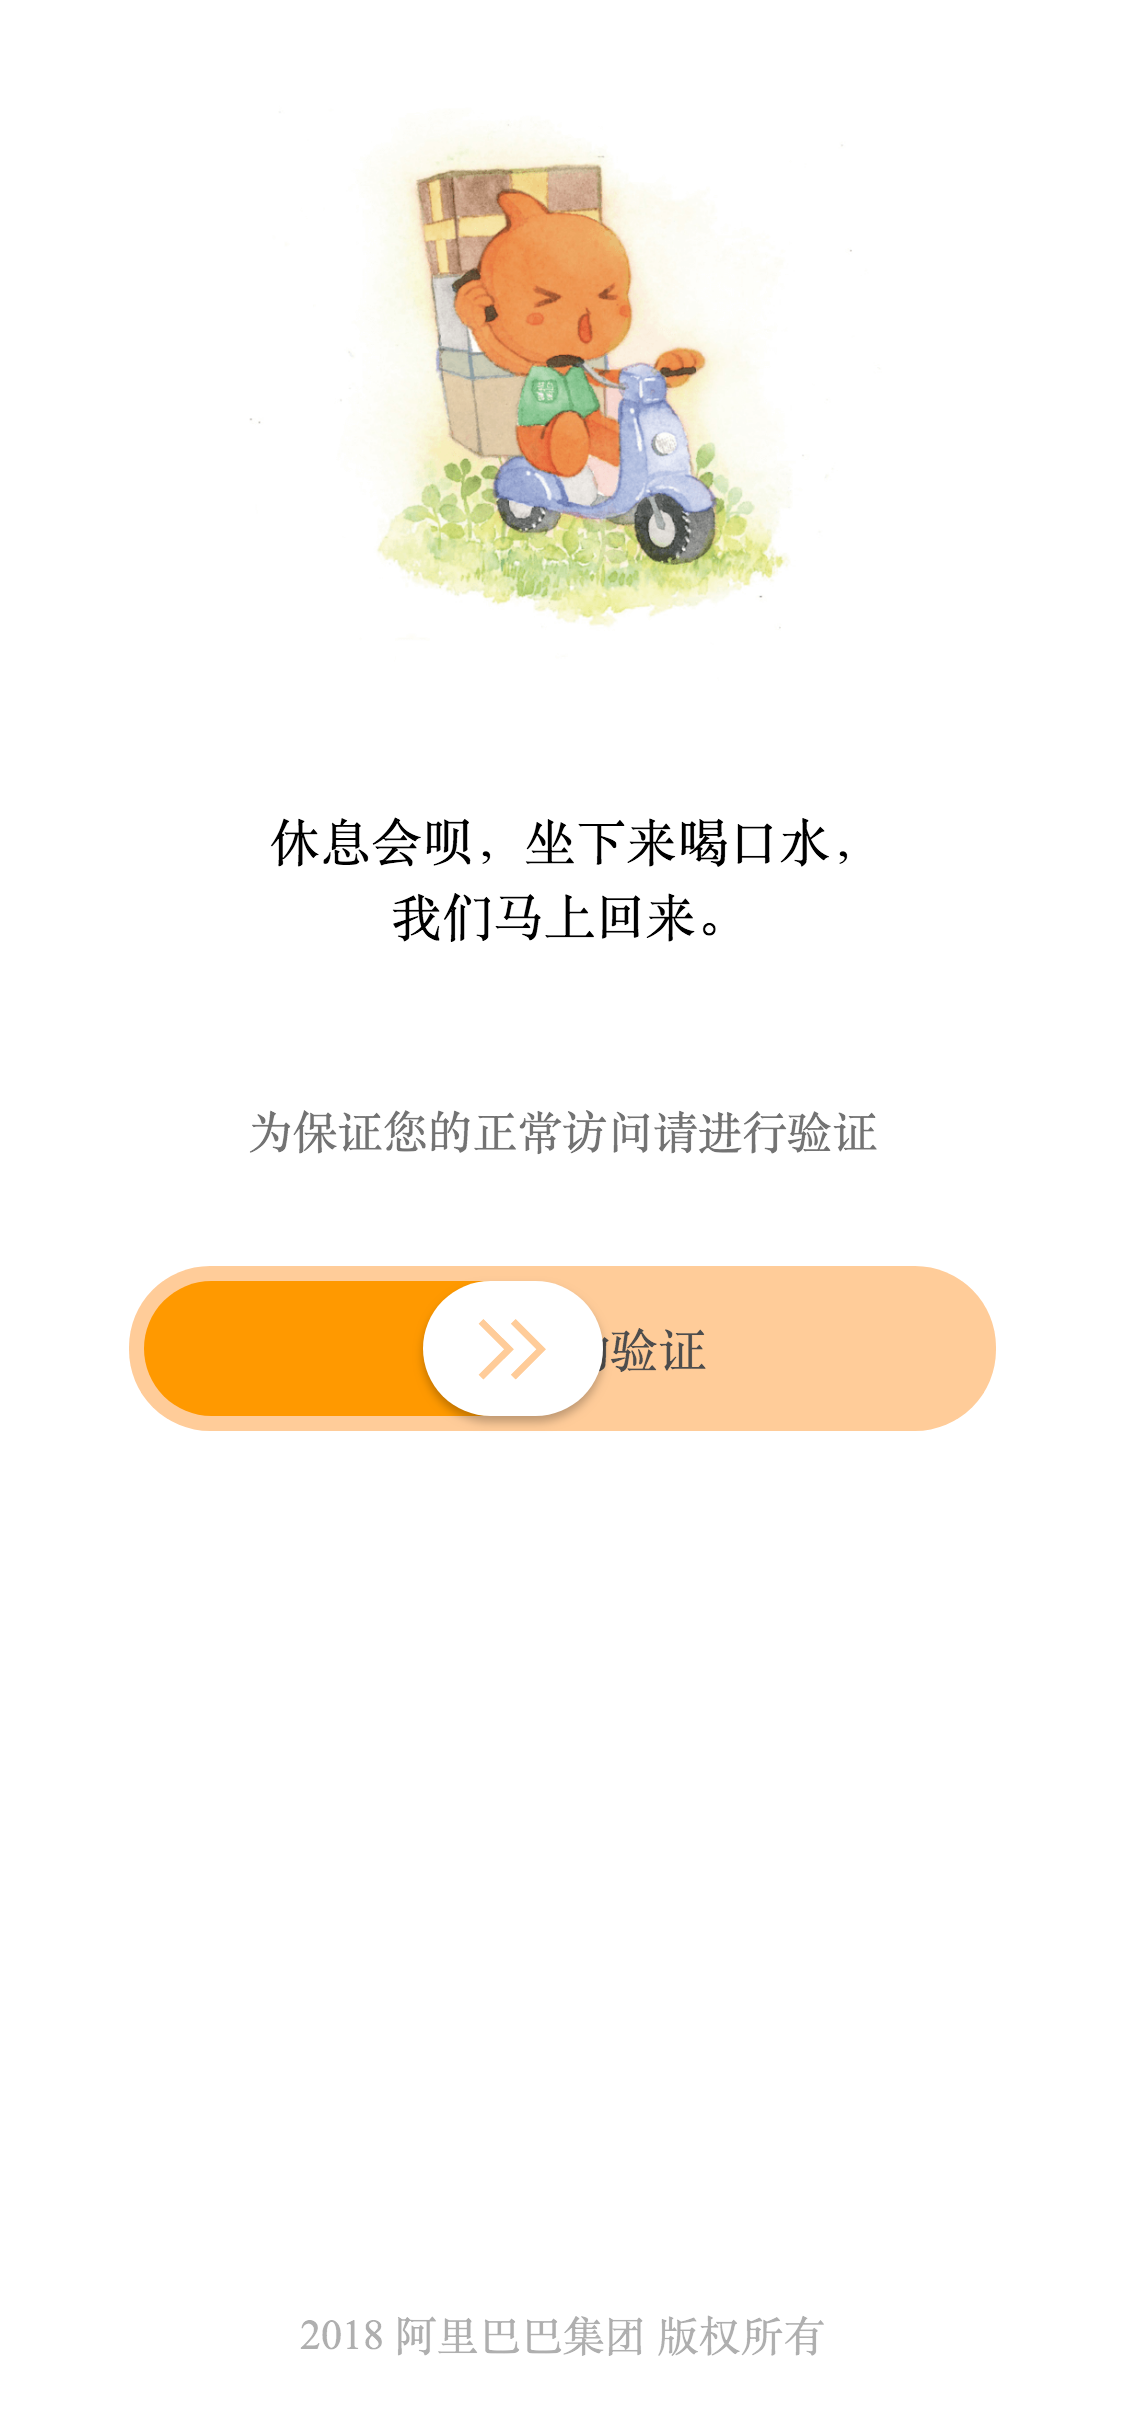 休息会呗，坐下来喝口水，
我们马上回来。
为保证您的正常访问请进行验证
验证
2018 阿里巴巴集团 版权所有